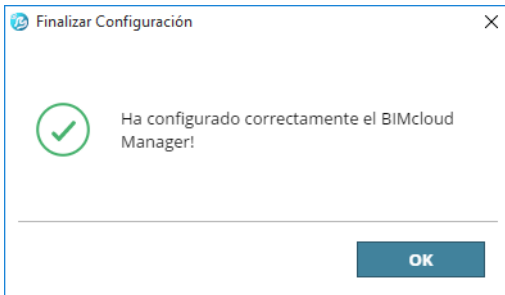 Finalizar Configuración
Ha configurado correctamente el BIMcloud
Manager!
OK